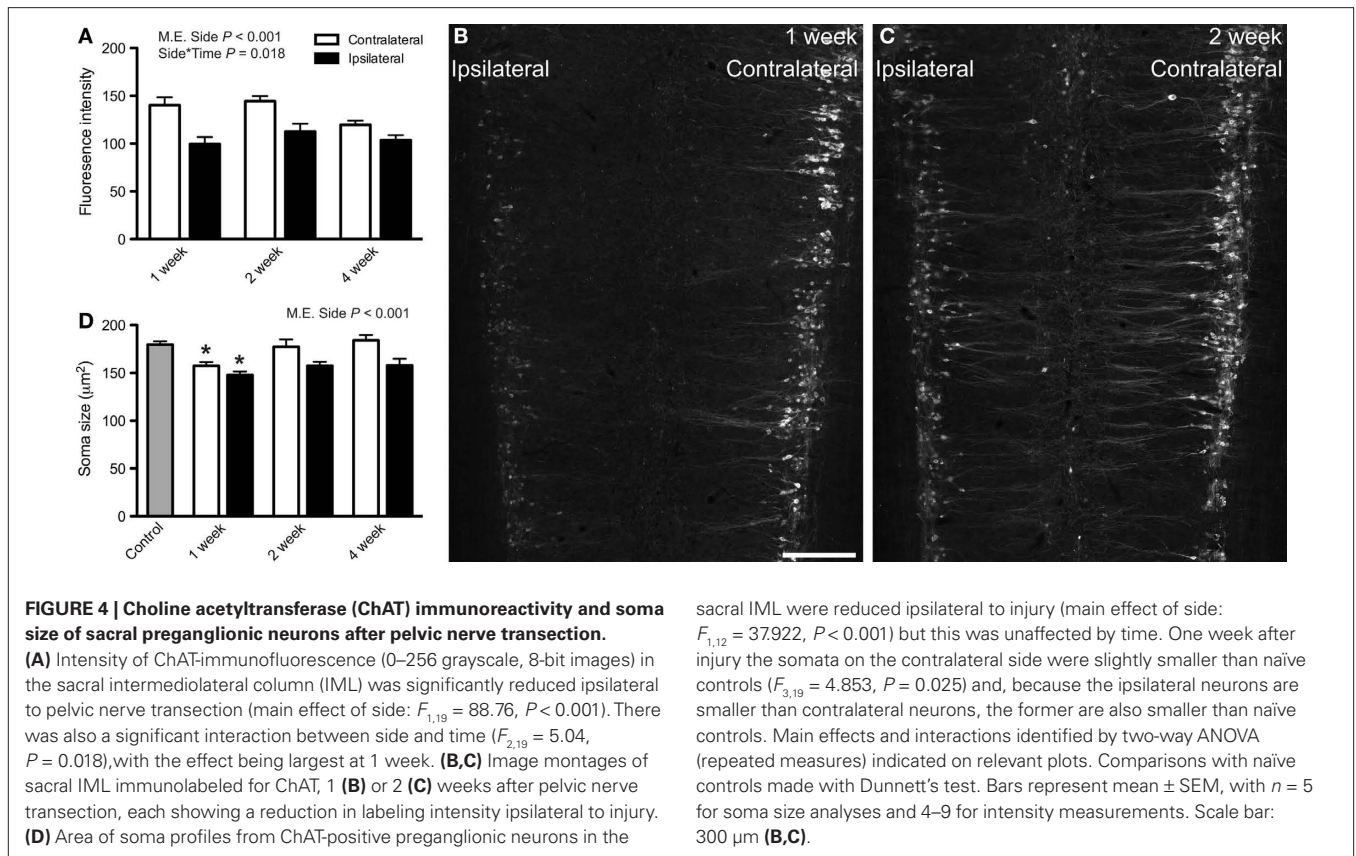 A
M.E. Side P < 0.001
Side*Time P = 0.018
Contralateral
Ipsilateral
Fluoresence intensity
200
150
100
50
0
1 week
2 week
4 week
B
1 week
Ipsilateral
Contralateral
C
2 week
Ipsilateral
Contralateral
D
M.E. Side P < 0.001
Soma size (µm²)
200
150
100
50
0
*
*
Control
1 week
2 week
4 week
FIGURE 4 | Choline acetyltransferase (ChAT) immunoreactivity and soma
size of sacral preganglionic neurons after pelvic nerve transection.
(A) Intensity of ChAT-immunofluorescence (0–256 grayscale, 8-bit images) in
the sacral intermediolateral column (IML) was significantly reduced ipsilateral
to pelvic nerve transection (main effect of side: F1,19 = 88.76, P < 0.001). There
was also a significant interaction between side and time (F2,19 = 5.04,
P = 0.018),with the effect being largest at 1 week. (B,C) Image montages of
sacral IML immunolabeled for ChAT, 1 (B) or 2 (C) weeks after pelvic nerve
transection, each showing a reduction in labeling intensity ipsilateral to injury.
(D) Area of soma profiles from ChAT-positive preganglionic neurons in the
sacral IML were reduced ipsilateral to injury (main effect of side:
F1,12 = 37.922, P < 0.001) but this was unaffected by time. One week after
injury the somata on the contralateral side were slightly smaller than naïve
controls (F3,19 = 4.853, P = 0.025) and, because the ipsilateral neurons are
smaller than contralateral neurons, the former are also smaller than naïve
controls. Main effects and interactions identified by two-way ANOVA
(repeated measures) indicated on relevant plots. Comparisons with naïve
controls made with Dunnett's test. Bars represent mean ± SEM, with n = 5
for soma size analyses and 4–9 for intensity measurements. Scale bar:
300 µm (B,C).